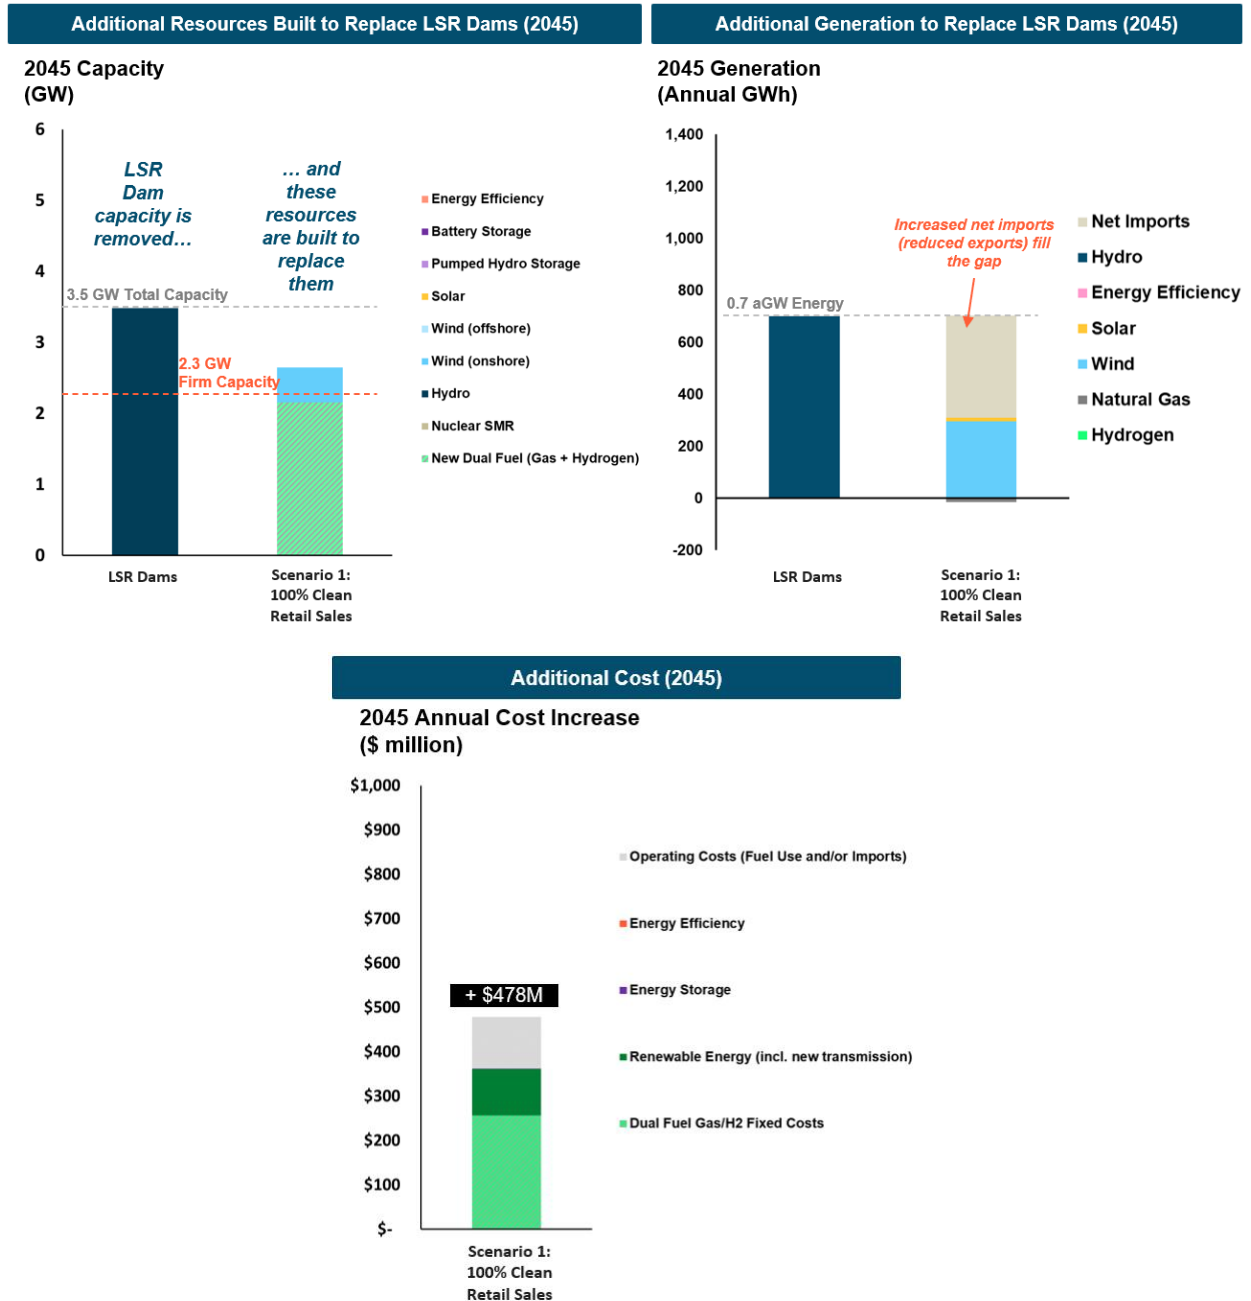 Additional Resources Built to Replace LSR Dams (2045)
2045 Capacity
(GW)
6
5
4
3
2
1
0
LSR
Dam
capacity is
removed…
… and
these
resources
are built to
replace
them
3.5 GW Total Capacity
2.3 GW
Firm Capacity
LSR Dams
Scenario 1:
100% Clean
Retail Sales
Energy Efficiency
Battery Storage
Pumped Hydro Storage
Solar
Wind (offshore)
Wind (onshore)
Hydro
Nuclear SMR
New Dual Fuel (Gas + Hydrogen)
Additional Generation to Replace LSR Dams (2045)
2045 Generation
(Annual GWh)
1,400
1,200
1,000
800
600
400
200
0
-200
Increased net imports
(reduced exports) fill
the gap
0.7 aGW Energy
LSR Dams
Scenario 1:
100% Clean
Retail Sales
Net Imports
Hydro
Energy Efficiency
Solar
Wind
Natural Gas
Hydrogen
Additional Cost (2045)
2045 Annual Cost Increase
($ million)
$1,000
$900
$800
$700
$600
$500
$400
$300
$200
$100
$-
+ $478M
Scenario 1:
100% Clean
Retail Sales
Operating Costs (Fuel Use and/or Imports)
Energy Efficiency
Energy Storage
Renewable Energy (incl. new transmission)
Dual Fuel Gas/H2 Fixed Costs